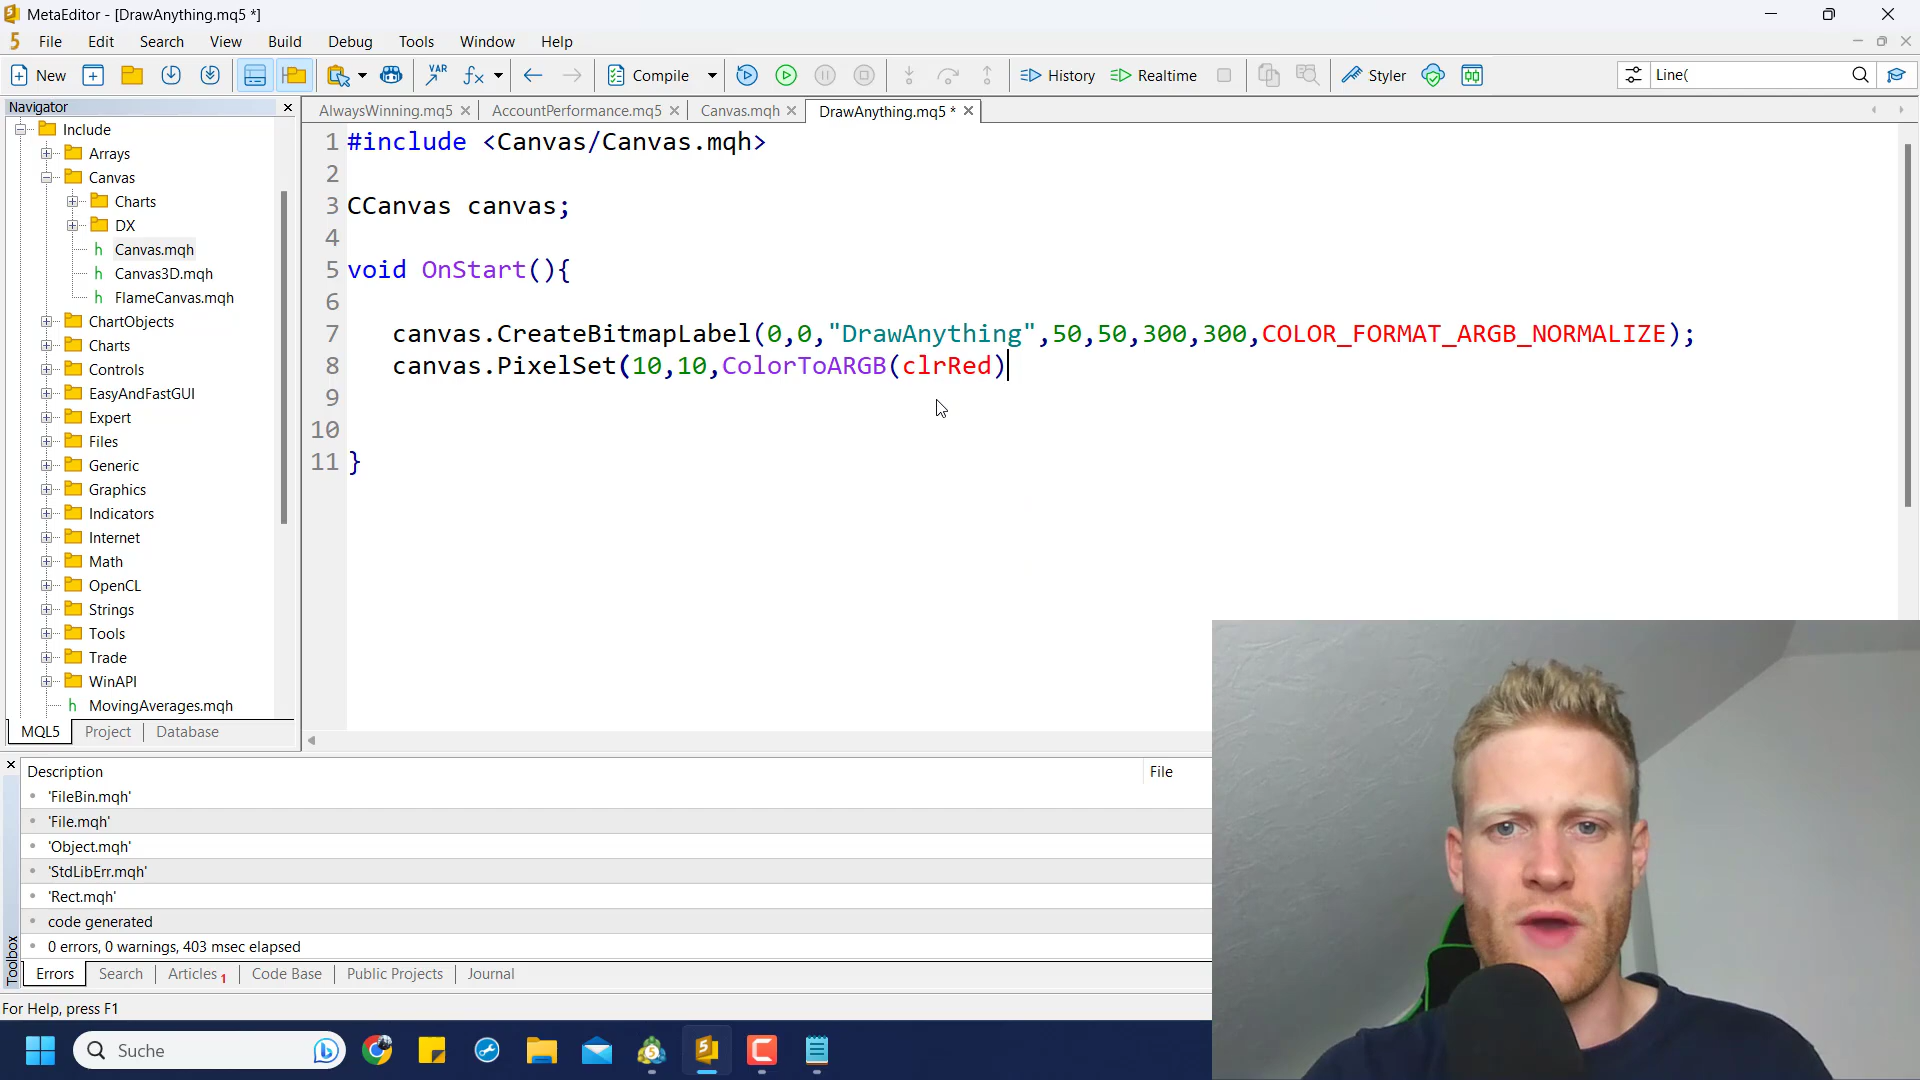 MetaEditor - [DrawAnything.mq5 *]
5 File Edit Search View Build Debug Tools Window Help
New VAR fx Compile History Realtime Styler Line(
Navigator
AlwaysWinning.mq5 AccountPerformance.mq5 Canvas.mqh DrawAnything.mq5 *
Include
Arrays
Canvas
Charts
DX
h Canvas.mqh
h Canvas3D.mqh
h FlameCanvas.mqh
ChartObjects
Charts
Controls
EasyAndFastGUI
Expert
Files
Generic
Graphics
Indicators
Internet
Math
OpenCL
Strings
Tools
Trade
WinAPI
h MovingAverages.mqh
MQL5 Project Database
1 #include <Canvas/Canvas.mqh>
2
3 CCanvas canvas;
4
5 void OnStart(){
6
7 canvas.CreateBitmapLabel(0,0,"DrawAnything",50,50,300,300,COLOR_FORMAT_ARGB_NORMALIZE);
8 canvas.PixelSet(10,10,ColorToARGB(clrRed)
9
10
11 }
Toolbox
Description File
'FileBin.mqh'
'File.mqh'
'Object.mqh'
'StdLibErr.mqh'
'Rect.mqh'
code generated
0 errors, 0 warnings, 403 msec elapsed
Errors Search Articles 1 Code Base Public Projects Journal
For Help, press F1
Suche